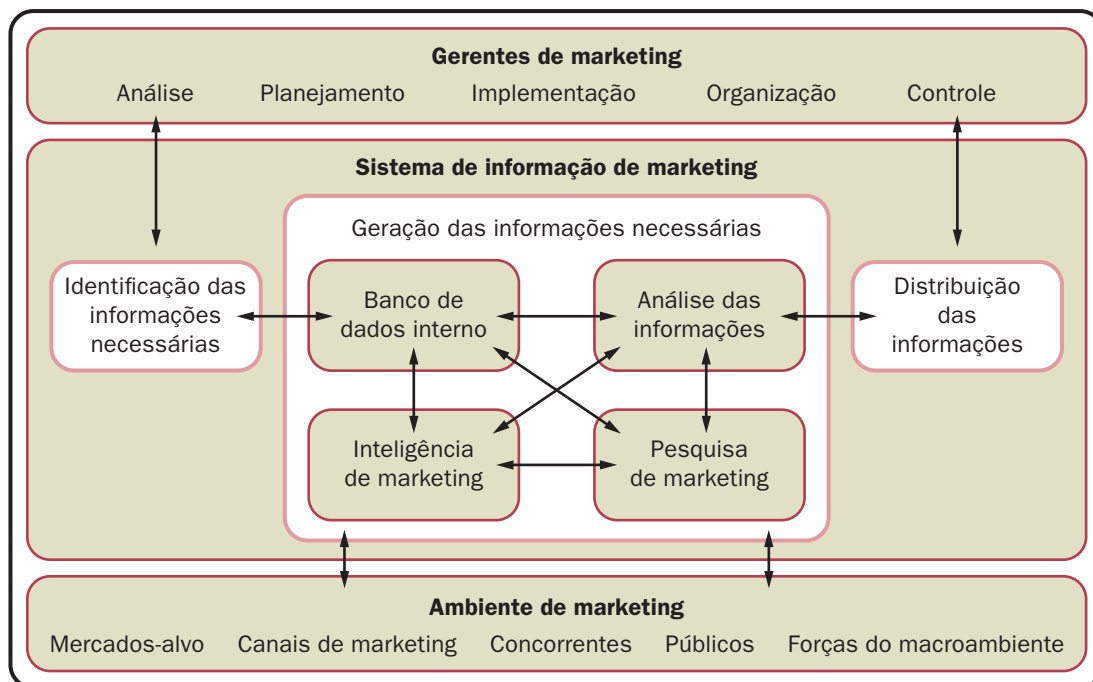 Gerentes de marketing
Análise Planejamento Implementação Organização Controle
Sistema de informação de marketing
Geração das informações necessárias
Identificação das
informações
necessárias
Banco de
dados interno
Análise das
informações
Distribuição
das
informações
Inteligência
de marketing
Pesquisa
de marketing
Ambiente de marketing
Mercados-alvo Canais de marketing Concorrentes Públicos Forças do macroambiente